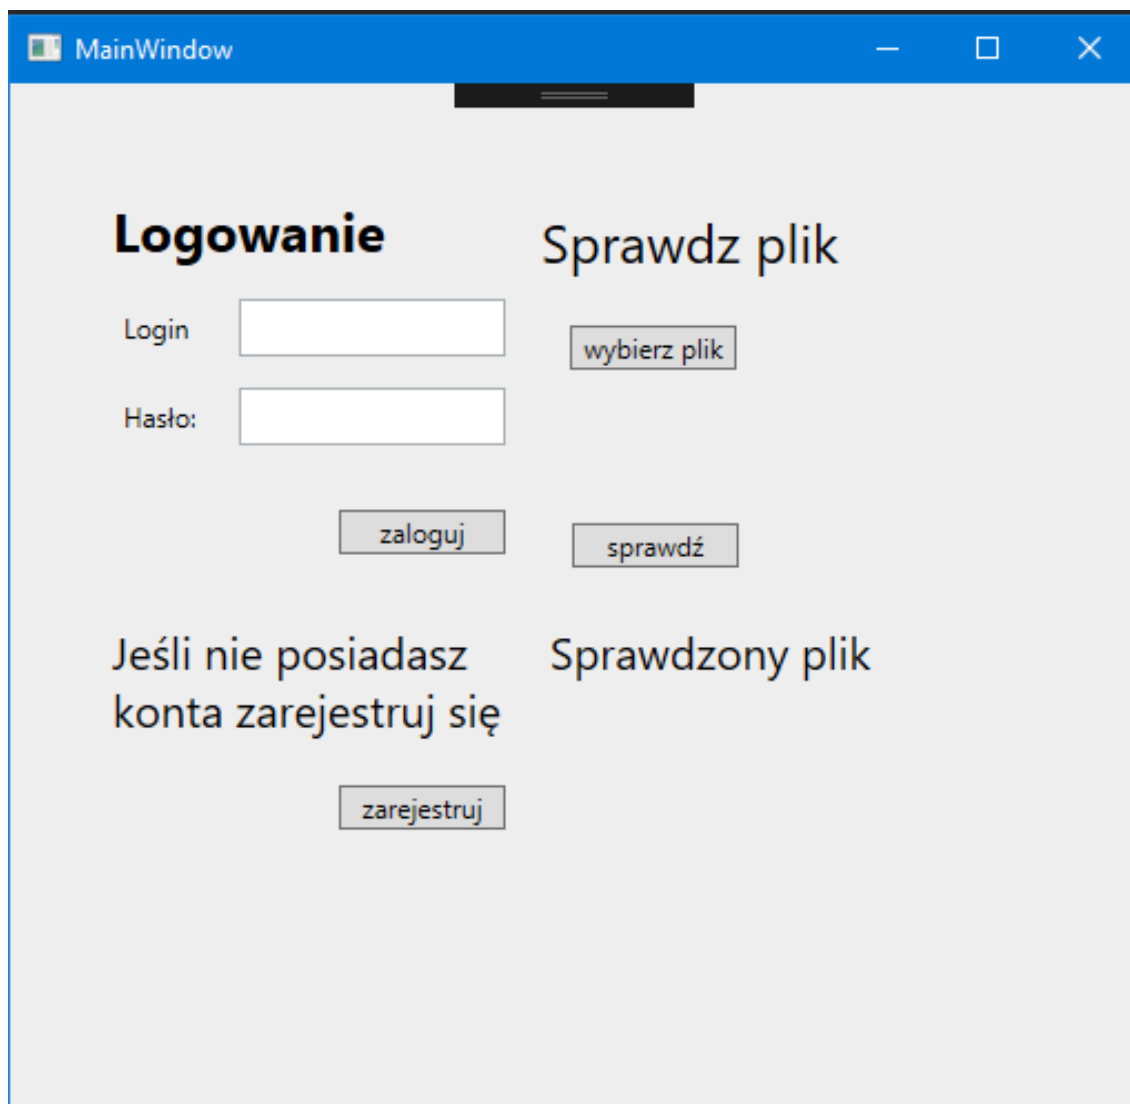 MainWindow
Logowanie
Login
Hasło:
zaloguj
Jeśli nie posiadasz
konta zarejestruj się
zarejestruj
Sprawdz plik
wybierz plik
sprawdź
Sprawdzony plik